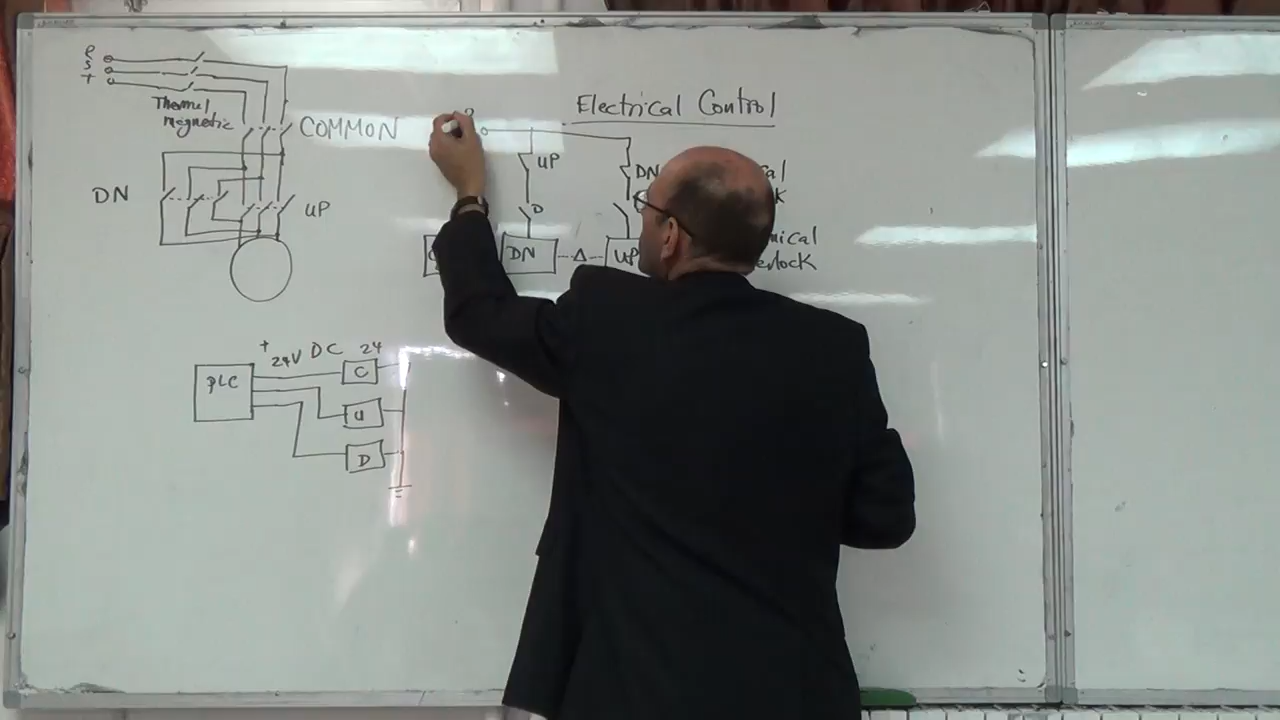 R
S
T
Thermal
magnetic
COMMON
DN
UP
Electrical Control
UP
DN
D
DN
Δ
UP
+
24V DC 24
PLC
C
U
D